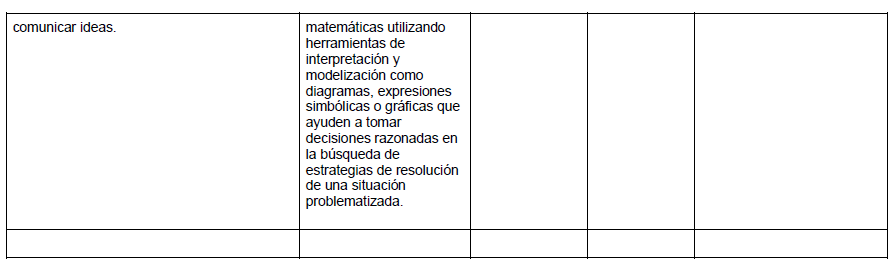 comunicar ideas.
matemáticas utilizando
herramientas de
interpretación y
modelización como
diagramas, expresiones
simbólicas o gráficas que
ayuden a tomar
decisiones razonadas en
la búsqueda de
estrategias de resolución
de una situación
problematizada.